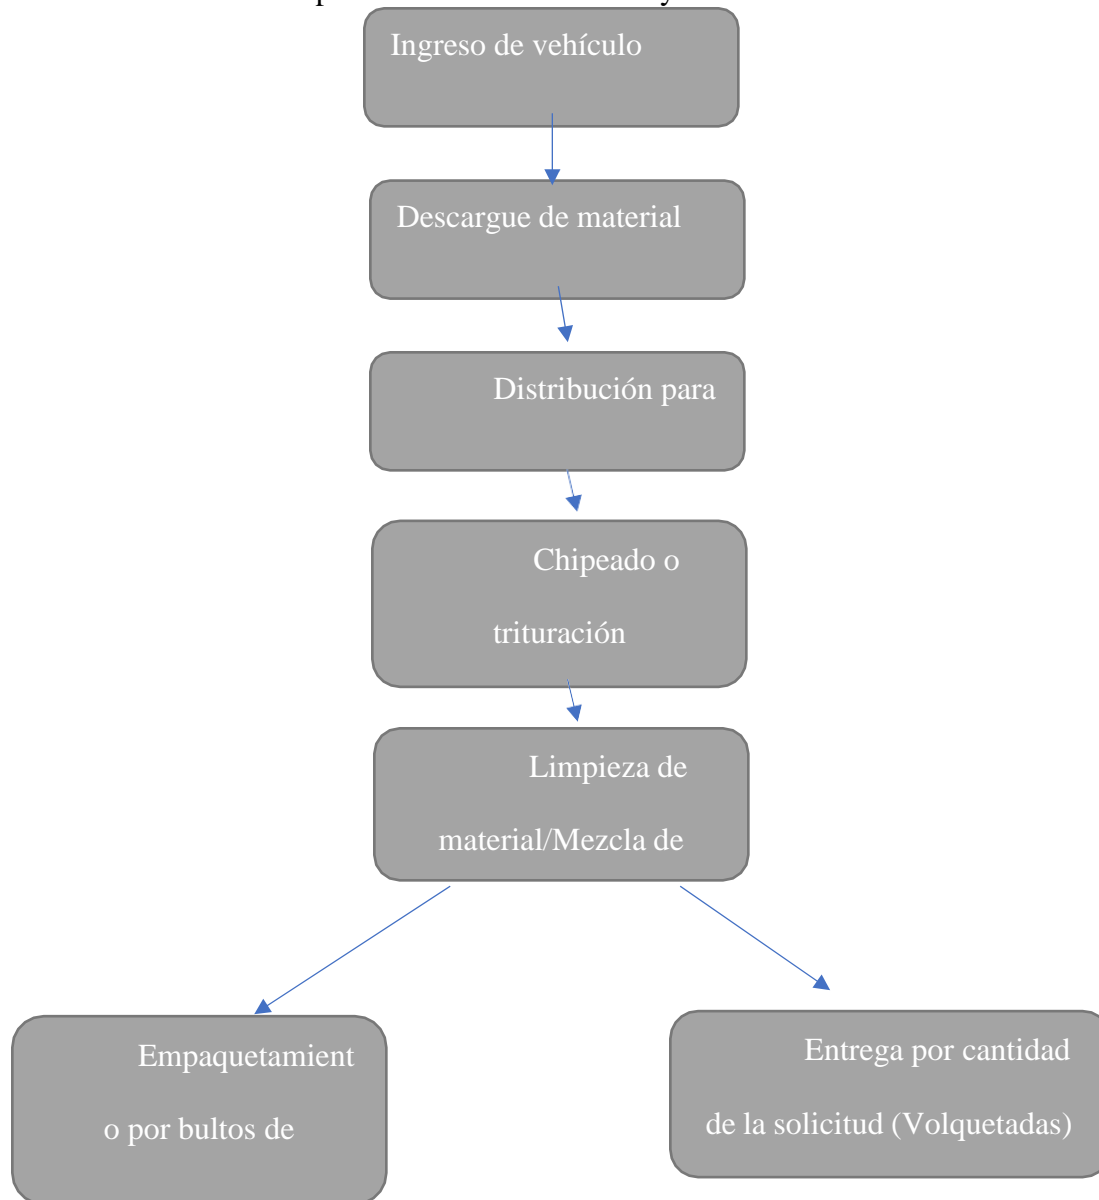 Ingreso de vehículo
Descargue de material
Distribución para
Chipeado o
trituración
Limpieza de
material/Mezcla de
Empaquetamient
o por bultos de
Entrega por cantidad
de la solicitud (Volquetadas)